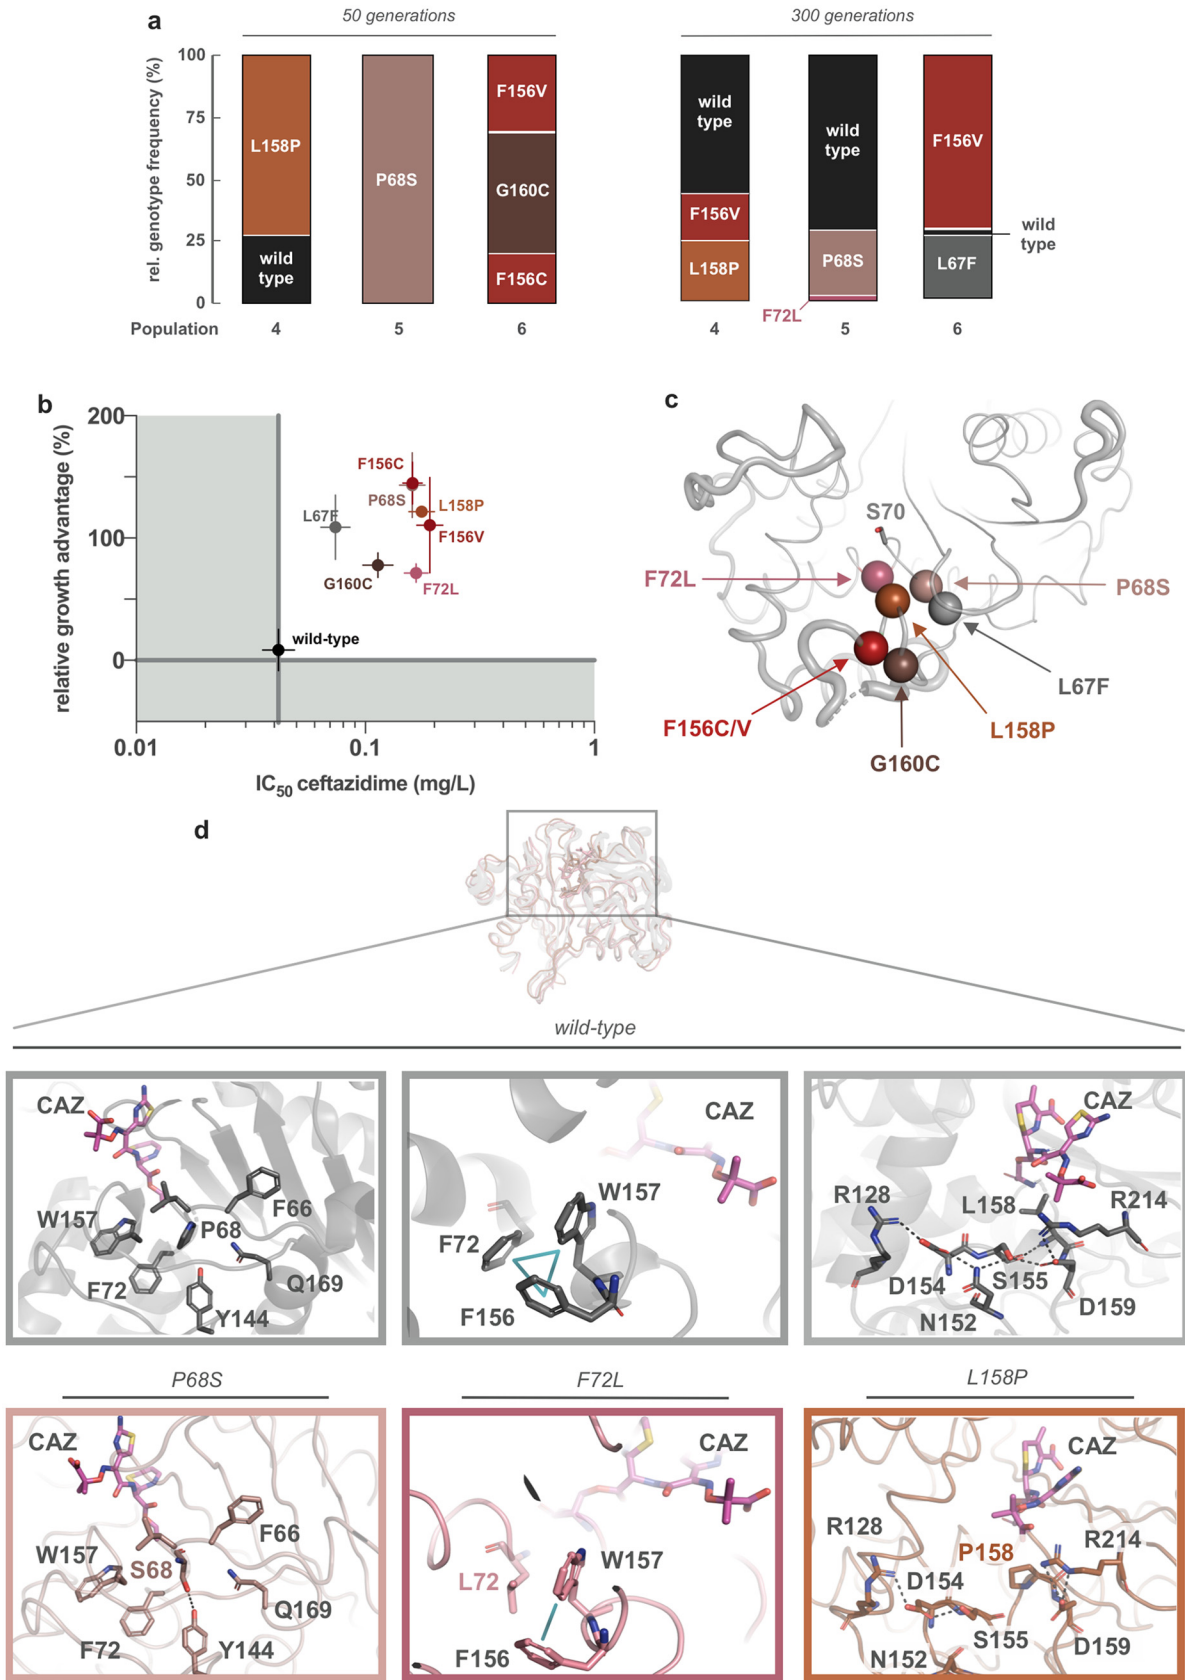 a
50 generations
300 generations
rel. genotype frequency (%)
100
75
50
25
0
L158P
wild
type
P68S
F156V
G160C
F156C
wild
type
F156V
L158P
wild
type
P68S
F72L
F156V
wild
type
L67F
Population
4
5
6
4
5
6
b
relative growth advantage (%)
200
100
0
F156C
P68S
L158P
L67F
F156V
G160C
F72L
wild-type
0.01
0.1
1
IC50 ceftazidime (mg/L)
c
S70
F72L
P68S
L67F
F156C/V
L158P
G160C
d
wild-type
CAZ
F66
W157
P68
F72
Q169
Y144
CAZ
W157
F72
F156
CAZ
R128
L158
R214
D154
S155
N152
D159
P68S
F72L
L158P
CAZ
F66
W157
S68
Q169
F72
Y144
CAZ
W157
L72
F156
CAZ
R128
P158
R214
D154
S155
D159
N152